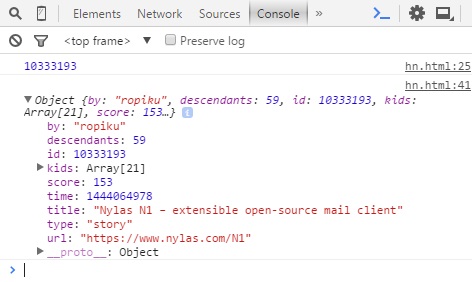 Elements Network Sources Console »
<top frame> ▼ Preserve log
10333193 hn.html:25
hn.html:41
▼Object {by: "ropiku", descendants: 59, id: 10333193, kids:
Array[21], score: 153…} i
by: "ropiku"
descendants: 59
id: 10333193
▶kids: Array[21]
score: 153
time: 1444064978
title: "Nylas N1 – extensible open-source mail client"
type: "story"
url: "https://www.nylas.com/N1"
▶__proto__: Object
>